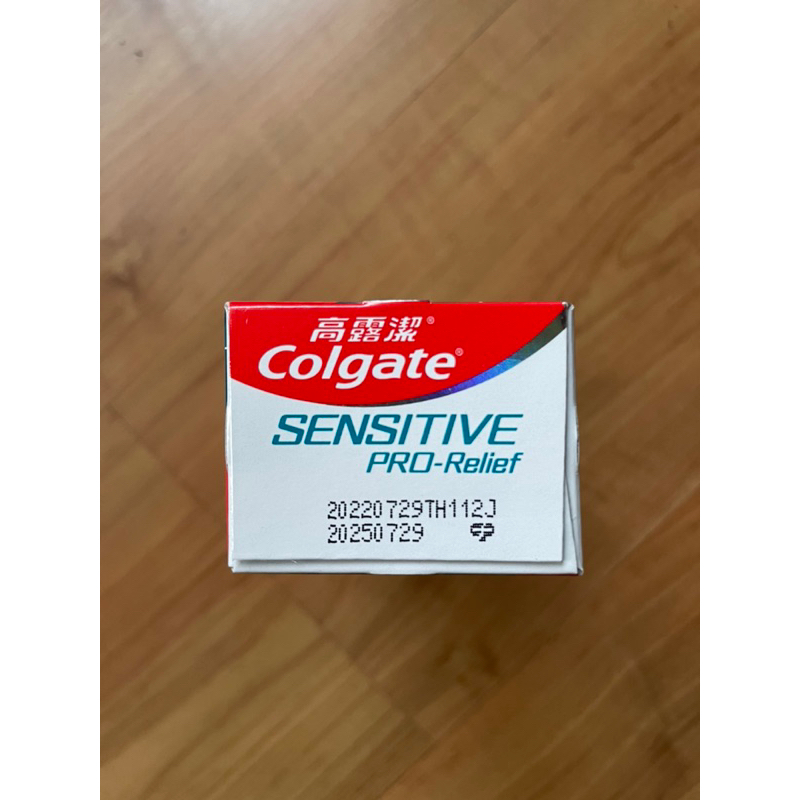 高露潔®
Colgate®
SENSITIVE
PRO-Relief
20220729TH112J
20250729